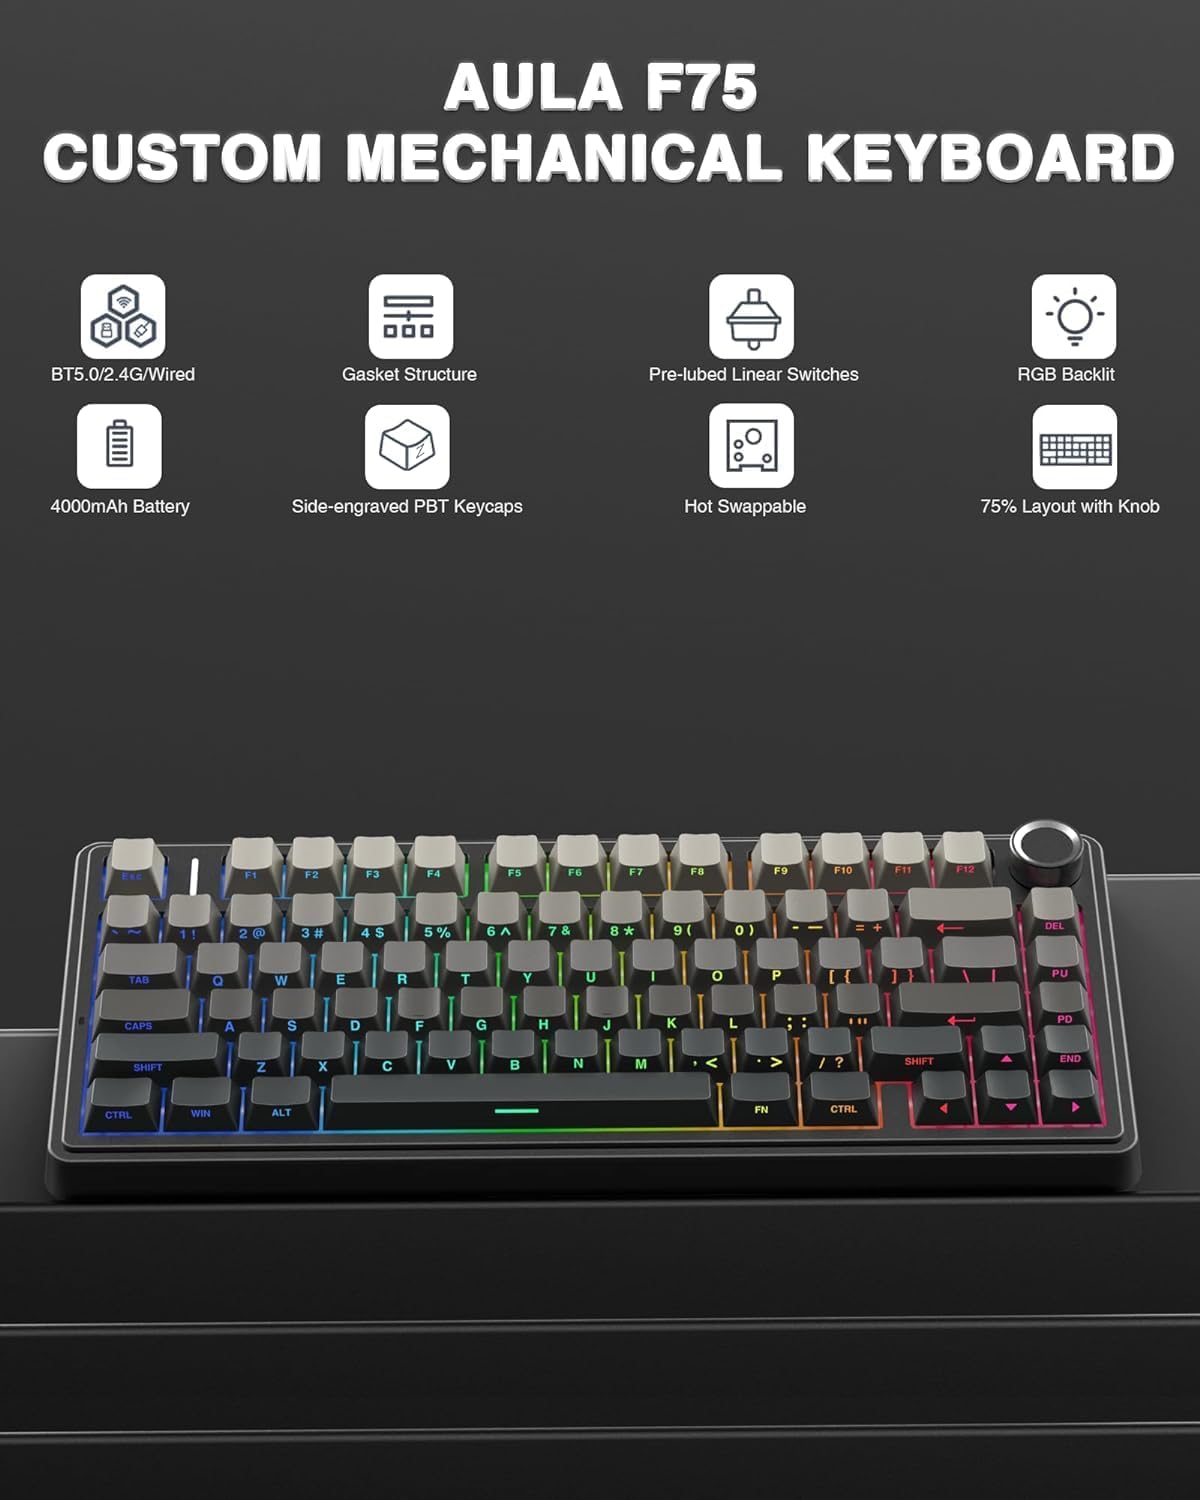 AULA F75
CUSTOM MECHANICAL KEYBOARD
BT5.0/2.4G/Wired
Gasket Structure
Pre-lubed Linear Switches
RGB Backlit
4000mAh Battery
Side-engraved PBT Keycaps
Hot Swappable
75% Layout with Knob
Esc F1 F2 F3 F4 F5 F6 F7 F8 F9 F10 F11 F12
` ~ 1 ! 2 @ 3 # 4 $ 5 % 6 ^ 7 & 8 * 9 ( 0 ) - — = + DEL
TAB Q W E R T Y U I O P [ { ] } \ | PU
CAPS A S D F G H J K L ; : ' " PD
SHIFT Z X C V B N M , < . > / ? SHIFT END
CTRL WIN ALT FN CTRL